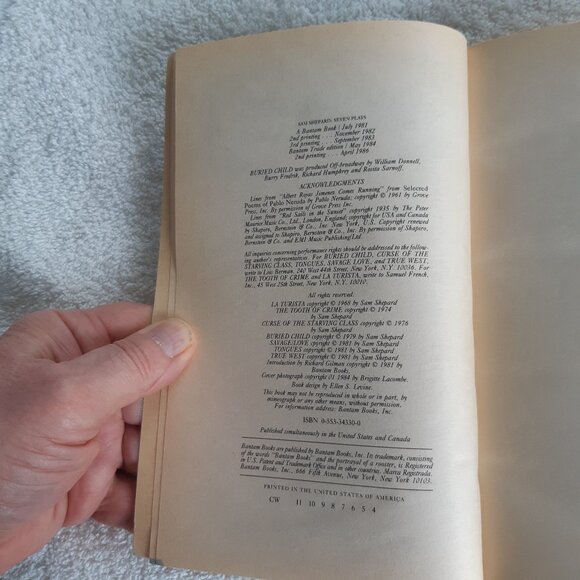 SAM SHEPARD: SEVEN PLAYS
A Bantam Book / July 1981
2nd printing . . . November 1982
3rd printing . . . September 1983
Bantam Trade edition / May 1984
2nd printing . . . April 1986
BURIED CHILD was produced Off-broadway by William Donnell,
Barry Fredrik, Richard Humphrey and Rosita Sarnoff.
ACKNOWLEDGMENTS
Lines from "Albert Rojas Jimenes Comes Running" from Selected
Poems of Pablo Neruda by Pablo Neruda; copyright © 1961 by Grove
Press, Inc. By permission of Grove Press Inc.
Lines from "Red Sails in the Sunset" copyright 1935 by The Peter
Maurice Music Co., Ltd., London, England; copyright for USA and Canada
by Shapiro, Bernstein & Co., Inc., New York, U.S. Copyright renewed
and assigned to Shapiro, Bernstein & Co. Inc. By permission of Shapiro,
Bernstein & Co. Inc. and EMI Music Publishing/Ltd.
All inquiries concerning performance rights should be addressed to the follow-
ing author's representatives. For BURIED CHILD, CURSE OF THE
STARVING CLASS, TONGUES, SAVAGE LOVE, and TRUE WEST,
write to Lois Berman, 240 West 44th Street, New York, N.Y. 10036. For
THE TOOTH OF CRIME and LA TURISTA, write to Samuel French,
Inc., 45 West 25th Street, New York, N.Y. 10010.
All rights reserved.
LA TURISTA copyright © 1968 by Sam Shepard
THE TOOTH OF CRIME copyright © 1974
by Sam Shepard
CURSE OF THE STARVING CLASS copyright © 1976
by Sam Shepard
BURIED CHILD copyright © 1979 by Sam Shepard
SAVAGE/LOVE copyright © 1981 by Sam Shepard
TONGUES copyright © 1981 by Sam Shepard
TRUE WEST copyright © 1981 by Sam Shepard
Introduction by Richard Gilman copyright © 1981 by
Bantam Books.
Cover photograph copyright 01 1984 by Brigitte Lacombe.
Book design by Ellen S. Levine.
This book may not be reproduced in whole or in part, by
mimeograph or any other means, without permission.
For information address: Bantam Books, Inc.
ISBN 0-553-34330-0
Published simultaneously in the United States and Canada
Bantam Books are published by Bantam Books, Inc. Its trademark, consisting
of the words "Bantam Books" and the portrayal of a rooster, is Registered
in U.S. Patent and Trademark Office and in other countries. Marca Registrada.
Bantam Books, Inc., 666 Fifth Avenue, New York, New York 10103.
PRINTED IN THE UNITED STATES OF AMERICA
CW 11 10 9 8 7 6 5 4